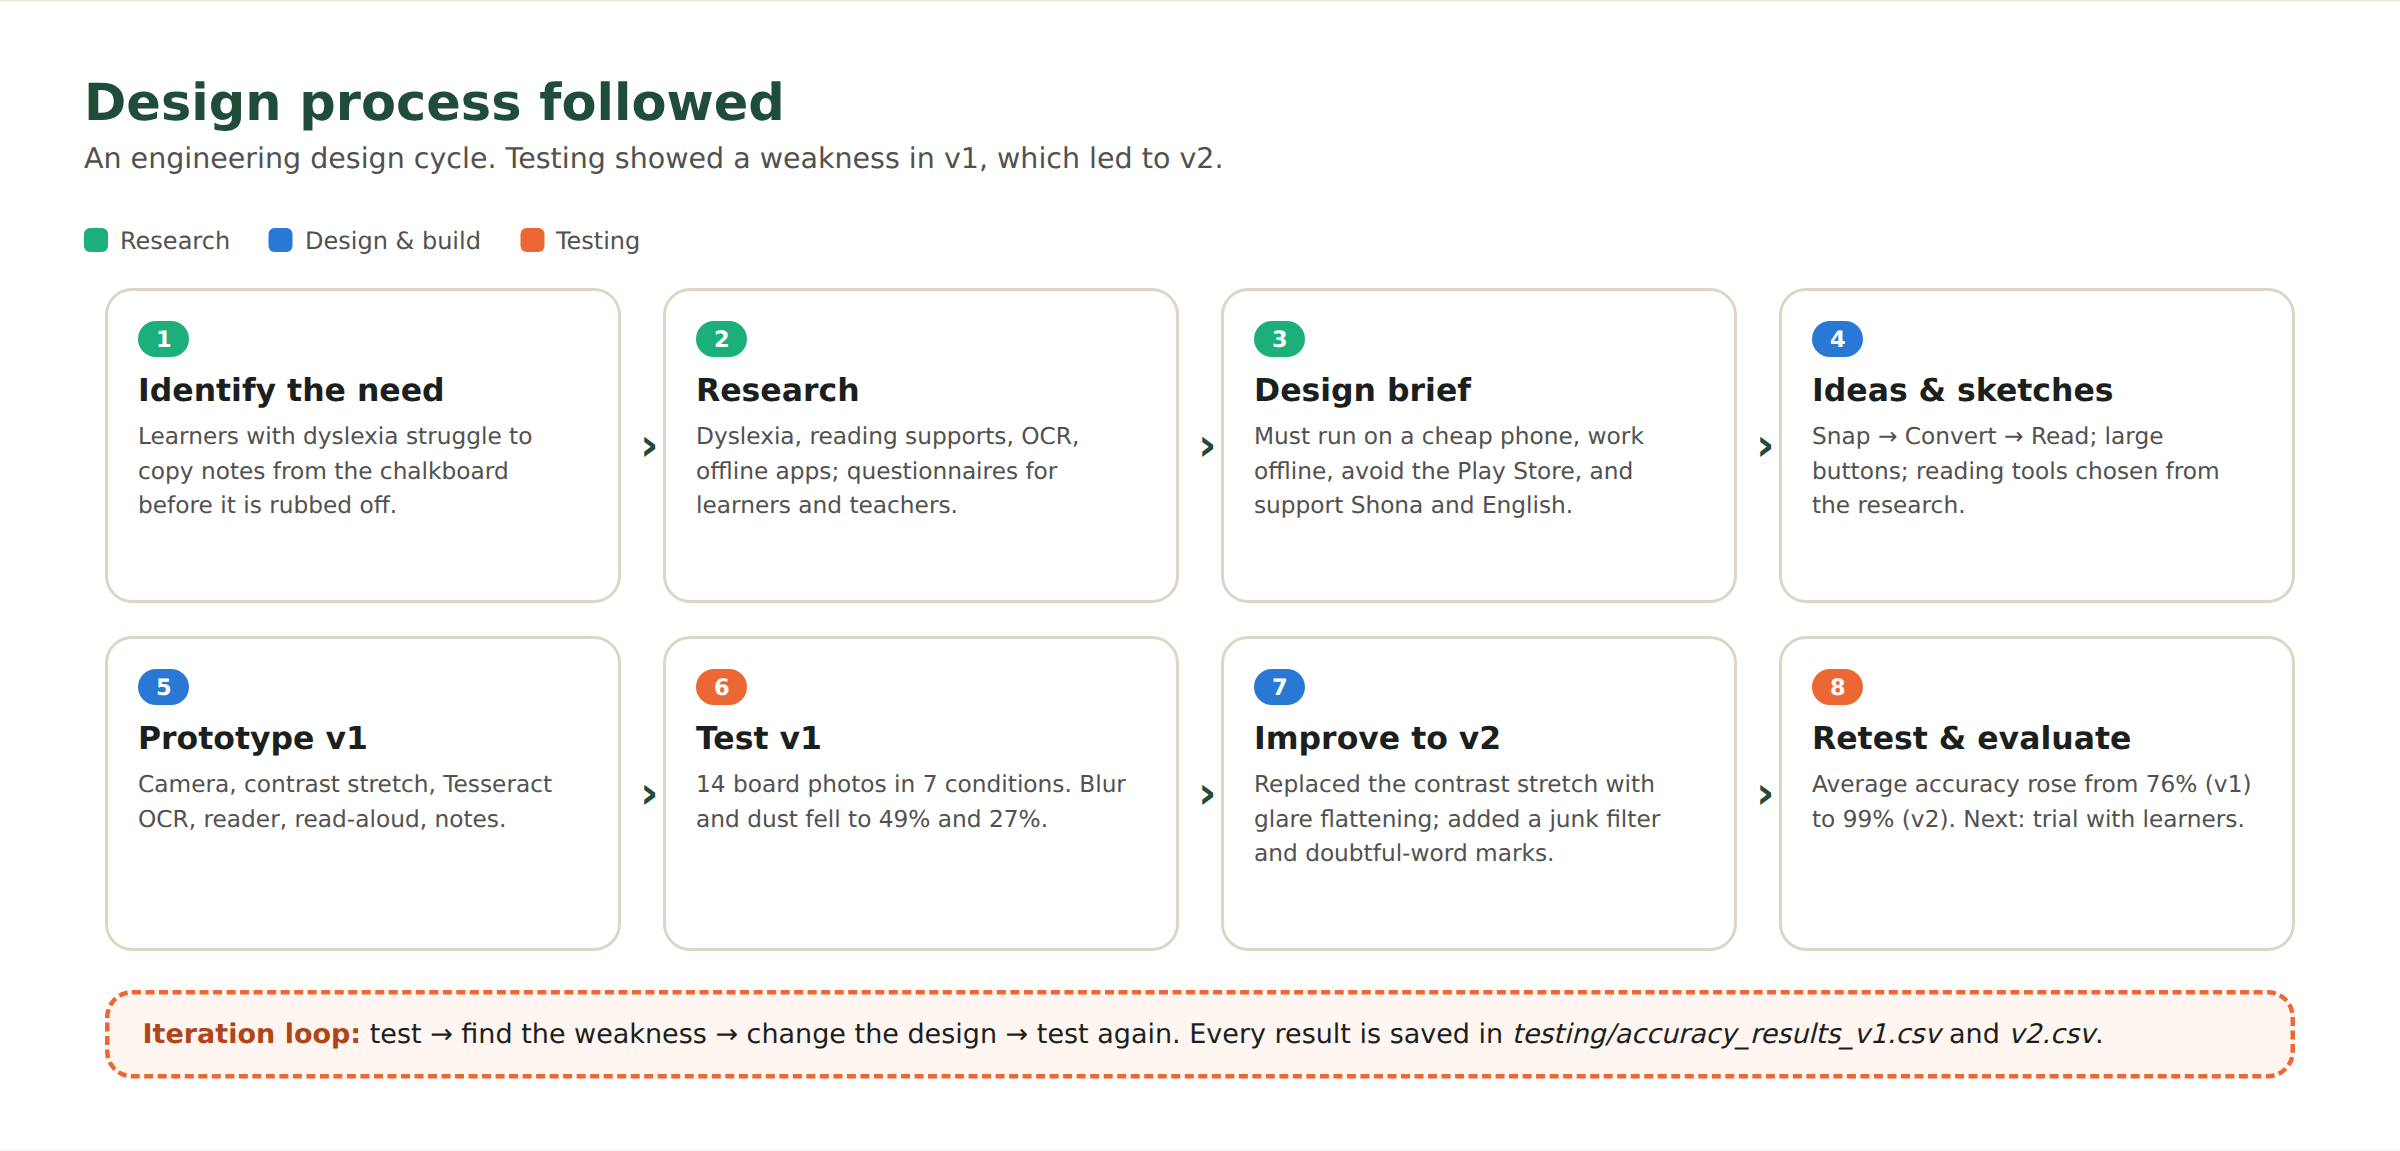 Design process followed
An engineering design cycle. Testing showed a weakness in v1, which led to v2.
Research
Design & build
Testing
1
Identify the need
Learners with dyslexia struggle to
copy notes from the chalkboard
before it is rubbed off.
›
2
Research
Dyslexia, reading supports, OCR,
offline apps; questionnaires for
learners and teachers.
›
3
Design brief
Must run on a cheap phone, work
offline, avoid the Play Store, and
support Shona and English.
›
4
Ideas & sketches
Snap → Convert → Read; large
buttons; reading tools chosen from
the research.
5
Prototype v1
Camera, contrast stretch, Tesseract
OCR, reader, read-aloud, notes.
›
6
Test v1
14 board photos in 7 conditions. Blur
and dust fell to 49% and 27%.
›
7
Improve to v2
Replaced the contrast stretch with
glare flattening; added a junk filter
and doubtful-word marks.
›
8
Retest & evaluate
Average accuracy rose from 76% (v1)
to 99% (v2). Next: trial with learners.
Iteration loop: test → find the weakness → change the design → test again. Every result is saved in testing/accuracy_results_v1.csv and v2.csv.